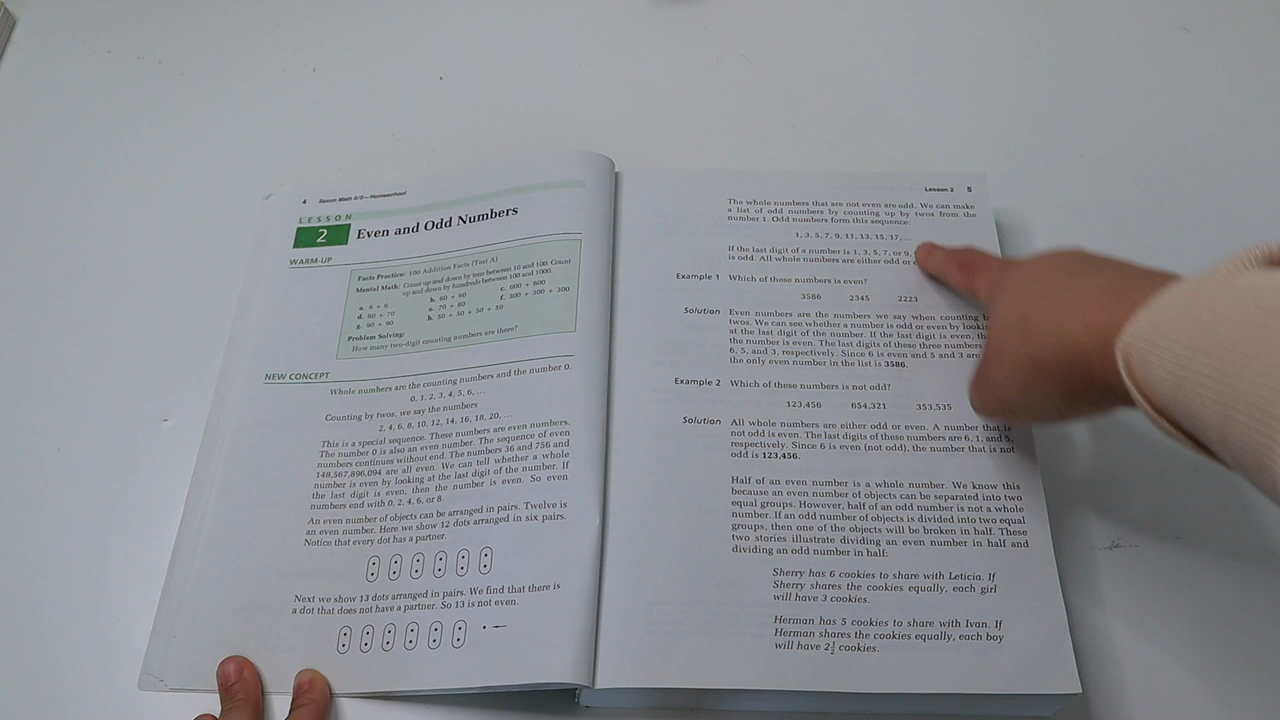 4 Saxon Math 6/5—Homeschool
LESSON
2 Even and Odd Numbers
WARM-UP
Facts Practice: 100 Addition Facts (Test A)
Mental Math: Count up and down by tens between 10 and 100. Count
up and down by hundreds between 100 and 1000.
a. 6 + 6 b. 60 + 60 c. 600 + 600
d. 60 + 70 e. 70 + 80 f. 300 + 300 + 300
g. 90 + 90 h. 50 + 50 + 50 + 50
Problem Solving:
How many two-digit counting numbers are there?
NEW CONCEPT
Whole numbers are the counting numbers and the number 0.
0, 1, 2, 3, 4, 5, 6, …
Counting by twos, we say the numbers
2, 4, 6, 8, 10, 12, 14, 16, 18, 20, …
This is a special sequence. These numbers are even numbers.
The number 0 is also an even number. The sequence of even
numbers continues without end. The numbers 36 and 756 and
148,567,896,094 are all even. We can tell whether a whole
number is even by looking at the last digit of the number. If
the last digit is even, then the number is even. So even
numbers end with 0, 2, 4, 6, or 8.
An even number of objects can be arranged in pairs. Twelve is
an even number. Here we show 12 dots arranged in six pairs.
Notice that every dot has a partner.
Next we show 13 dots arranged in pairs. We find that there is
a dot that does not have a partner. So 13 is not even.
Lesson 2 5
The whole numbers that are not even are odd. We can make
a list of odd numbers by counting up by twos from the
number 1. Odd numbers form this sequence:
1, 3, 5, 7, 9, 11, 13, 15, 17, …
If the last digit of a number is 1, 3, 5, 7, or 9,
is odd. All whole numbers are either odd or
Example 1 Which of these numbers is even?
3586 2345 2223
Solution Even numbers are the numbers we say when counting
twos. We can see whether a number is odd or even by
at the last digit of the number. If the last digit is even,
the number is even. The last digits of these three numbers
6, 5, and 3, respectively. Since 6 is even and 5 and 3 are
the only even number in the list is 3586.
Example 2 Which of these numbers is not odd?
123,456 654,321 353,535
Solution All whole numbers are either odd or even. A number that is
not odd is even. The last digits of these numbers are 6, 1, and 5,
respectively. Since 6 is even (not odd), the number that is not
odd is 123,456.
Half of an even number is a whole number. We know this
because an even number of objects can be separated into two
equal groups. However, half of an odd number is not a whole
number. If an odd number of objects is divided into two equal
groups, then one of the objects will be broken in half. These
two stories illustrate dividing an even number in half and
dividing an odd number in half:
Sherry has 6 cookies to share with Leticia. If
Sherry shares the cookies equally, each girl
will have 3 cookies.
Herman has 5 cookies to share with Ivan. If
Herman shares the cookies equally, each boy
will have 2½ cookies.